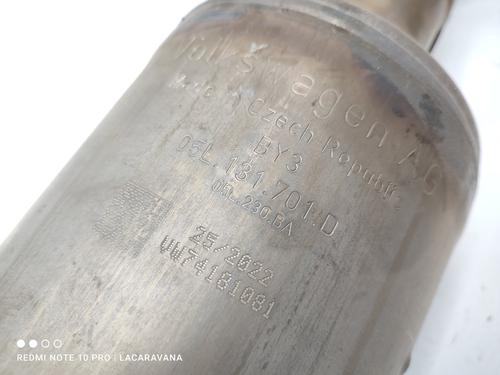 Volkswagen AG
Made in Czech Republic
BY3
05L.131.701.D
05L.230.BA
25/2022
VW74181081
REDMI NOTE 10 PRO | LACARAVANA